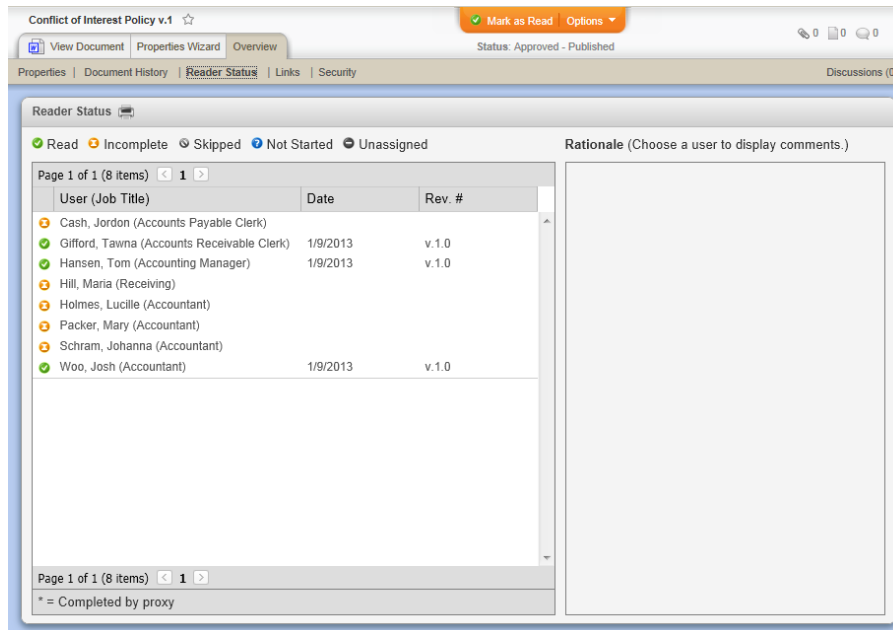 Conflict of Interest Policy v.1
Mark as Read Options
0 0 0
View Document Properties Wizard Overview
Status: Approved - Published
Properties | Document History | Reader Status | Links | Security
Discussions (0
Reader Status
Read Incomplete Skipped Not Started Unassigned
Rationale (Choose a user to display comments.)
Page 1 of 1 (8 items) < 1 >
User (Job Title) Date Rev. #
Cash, Jordon (Accounts Payable Clerk)
Gifford, Tawna (Accounts Receivable Clerk) 1/9/2013 v.1.0
Hansen, Tom (Accounting Manager) 1/9/2013 v.1.0
Hill, Maria (Receiving)
Holmes, Lucille (Accountant)
Packer, Mary (Accountant)
Schram, Johanna (Accountant)
Woo, Josh (Accountant) 1/9/2013 v.1.0
Page 1 of 1 (8 items) < 1 >
* = Completed by proxy